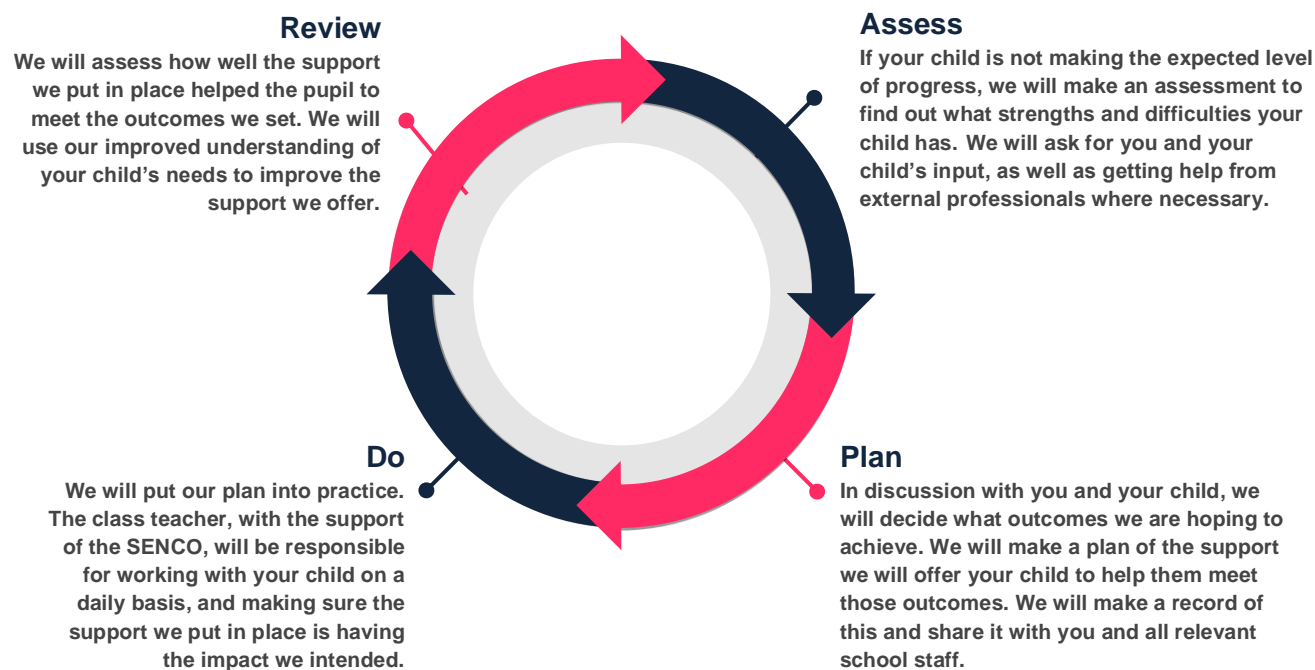 Review
We will assess how well the support
we put in place helped the pupil to
meet the outcomes we set. We will
use our improved understanding of
your child’s needs to improve the
support we offer.
Assess
If your child is not making the expected level
of progress, we will make an assessment to
find out what strengths and difficulties your
child has. We will ask for you and your
child’s input, as well as getting help from
external professionals where necessary.
Do
We will put our plan into practice.
The class teacher, with the support
of the SENCO, will be responsible
for working with your child on a
daily basis, and making sure the
support we put in place is having
the impact we intended.
Plan
In discussion with you and your child, we
will decide what outcomes we are hoping to
achieve. We will make a plan of the support
we will offer your child to help them meet
those outcomes. We will make a record of
this and share it with you and all relevant
school staff.